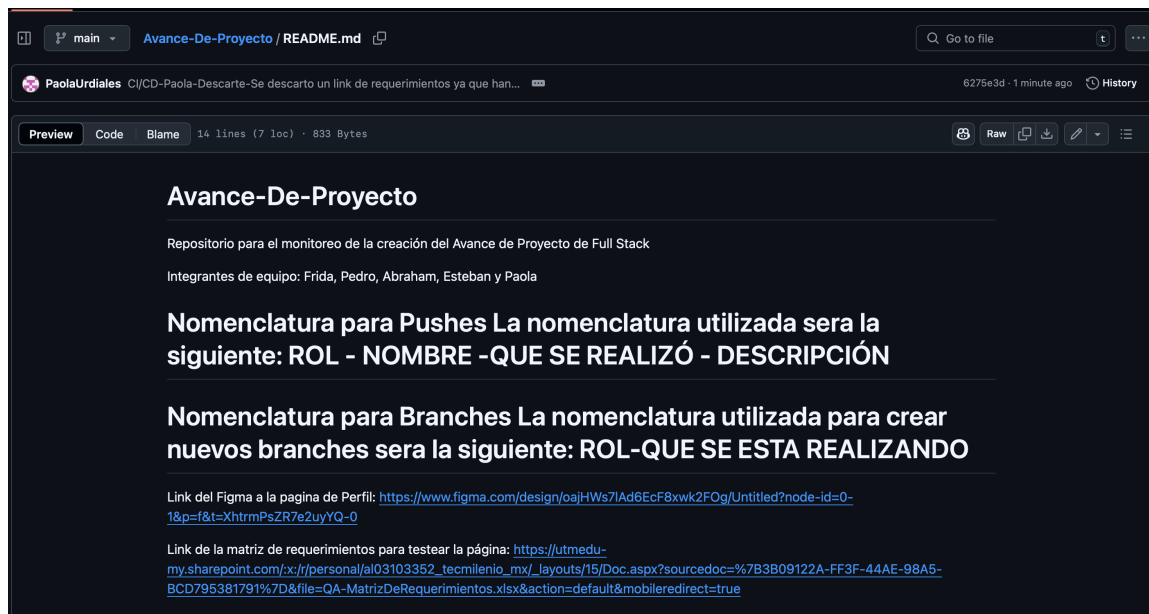 main
Avance-De-Proyecto / README.md
Go to file
t
PaolaUrdiales CI/CD-Paola-Descarte-Se descarto un link de requerimientos ya que han...
6275e3d · 1 minute ago
History
Preview
Code
Blame
14 lines (7 loc) · 833 Bytes
Raw
Avance-De-Proyecto
Repositorio para el monitoreo de la creación del Avance de Proyecto de Full Stack
Integrantes de equipo: Frida, Pedro, Abraham, Esteban y Paola
Nomenclatura para Pushes La nomenclatura utilizada sera la
siguiente: ROL - NOMBRE -QUE SE REALIZÓ - DESCRIPCIÓN
Nomenclatura para Branches La nomenclatura utilizada para crear
nuevos branches sera la siguiente: ROL-QUE SE ESTA REALIZANDO
Link del Figma a la pagina de Perfil: https://www.figma.com/design/oajHWs7lAd6EcF8xwk2FOg/Untitled?node-id=0-
1&p=f&t=XhtrmPsZR7e2uyYQ-0
Link de la matriz de requerimientos para testear la página: https://utmedu-
my.sharepoint.com/:x:/r/personal/al03103352_tecmilenio_mx/_layouts/15/Doc.aspx?sourcedoc=%7B3B09122A-FF3F-44AE-98A5-
BCD795381791%7D&file=QA-MatrizDeRequerimientos.xlsx&action=default&mobileredirect=true